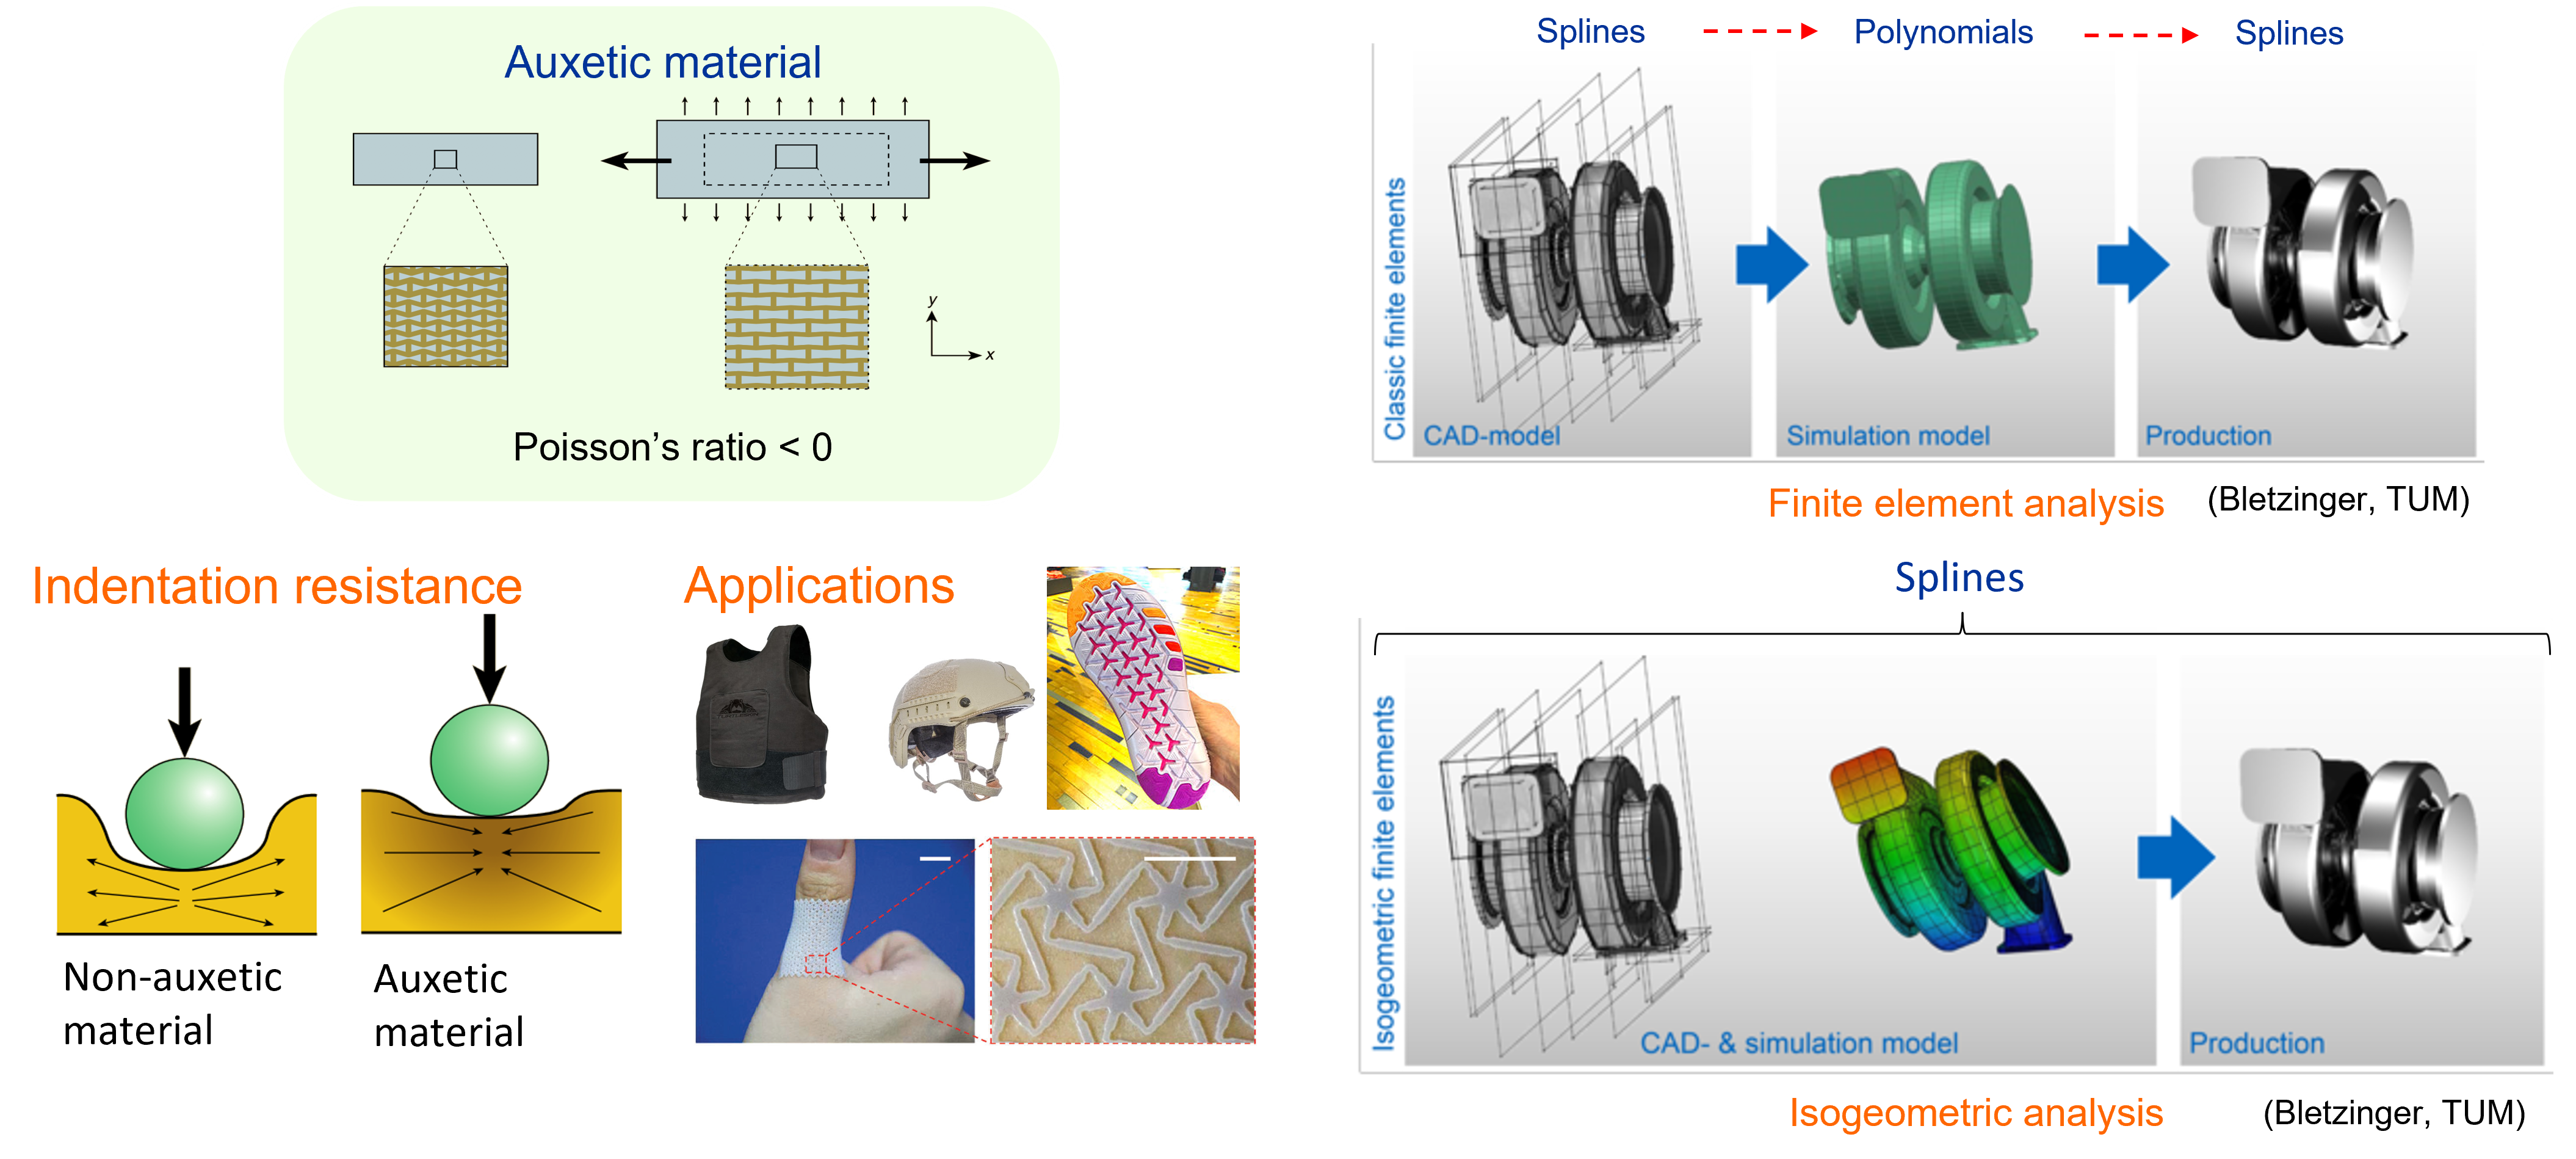 Auxetic material
y
x
Poisson’s ratio < 0
Indentation resistance
Non-auxetic
material
Auxetic
material
Applications
Splines
Polynomials
Splines
Classic finite elements
CAD-model
Simulation model
Production
Finite element analysis
(Bletzinger, TUM)
Splines
Isogeometric finite elements
CAD- & simulation model
Production
Isogeometric analysis
(Bletzinger, TUM)